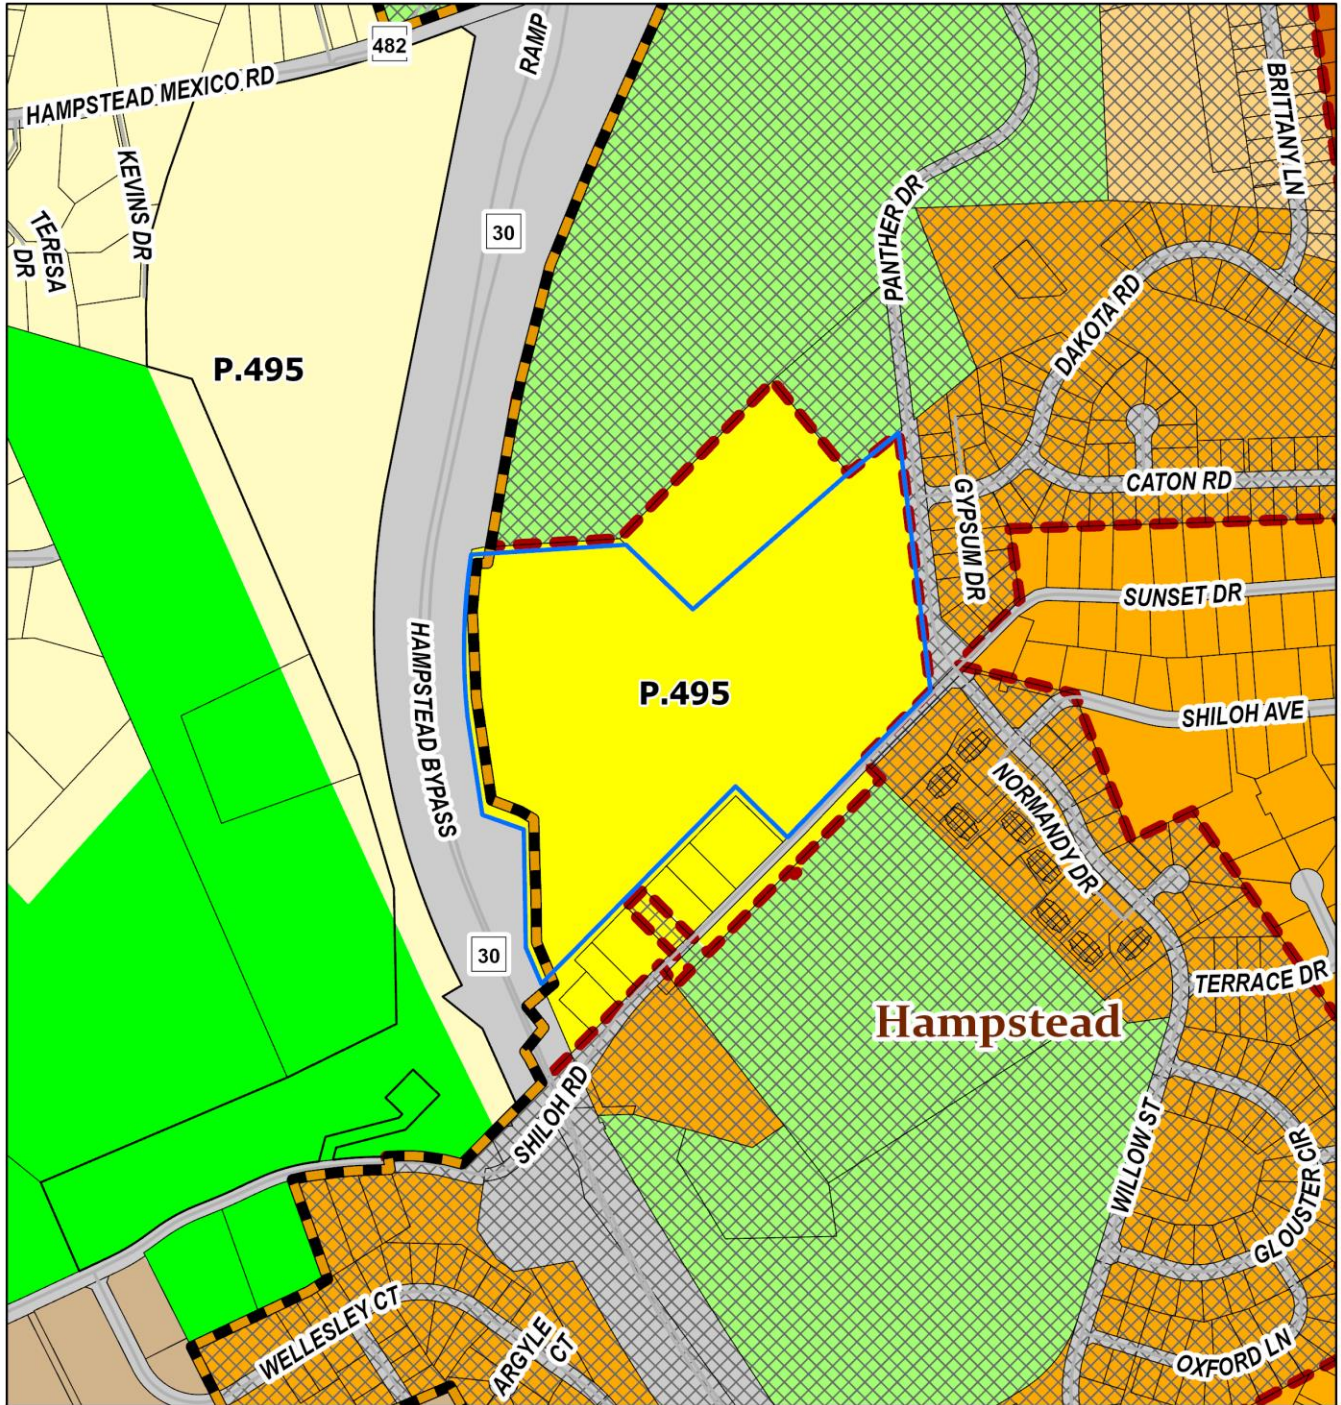 482
RAMP
HAMPSTEAD MEXICO RD
BRITTANY LN
KEVINS DR
TERESA
DR
30
PANTHER DR
DAKOTA RD
P.495
CATON RD
GYPSUM DR
SUNSET DR
HAMPSTEAD BYPASS
P.495
SHILOH AVE
NORMANDY DR
30
TERRACE DR
Hampstead
SHILOH RD
WILLOW ST
GLOUSTER CIR
WELLESLEY CT
ARGYLE
CT
OXFORD LN